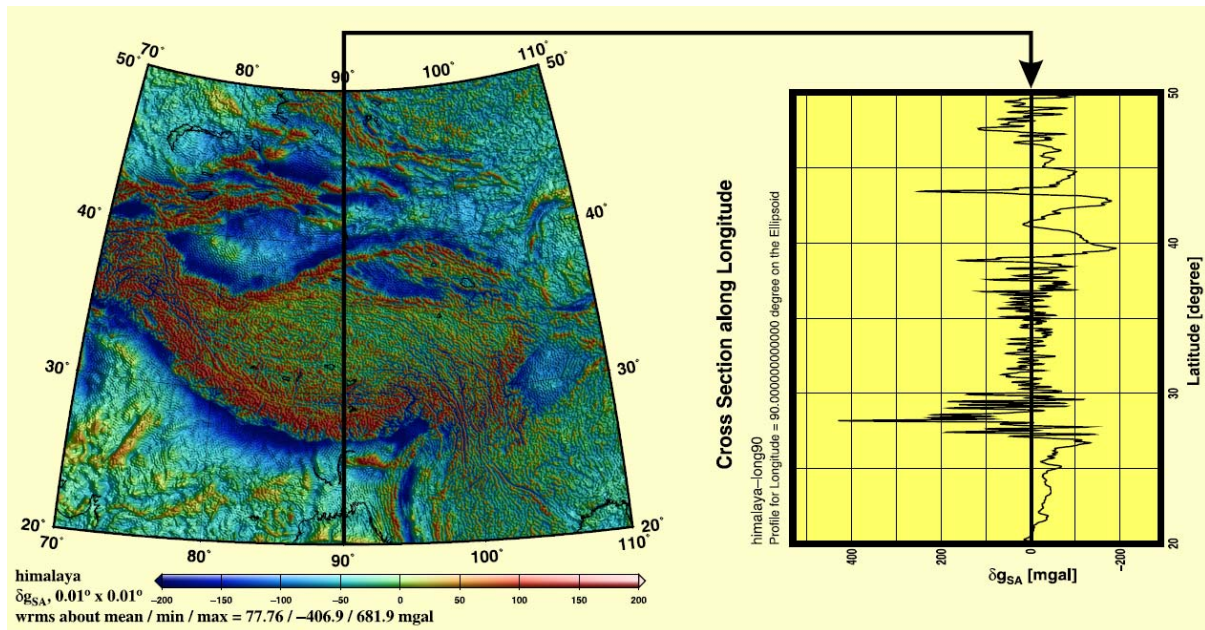 70° 80° 90° 100° 110°
50° 50°
40° 40°
30° 30°
20° 20°
70° 80° 90° 100° 110°
himalaya
δgSA, 0.01° x 0.01°
−200 −150 −100 −50 0 50 100 150 200
wrms about mean / min / max = 77.76 / −406.9 / 681.9 mgal
Cross Section along Longitude
himalaya−long90
Profile for Longitude = 90.0000000000000 degree on the Ellipsoid
400 200 0 −200
δgSA [mgal]
20 30 40 50
Latitude [degree]